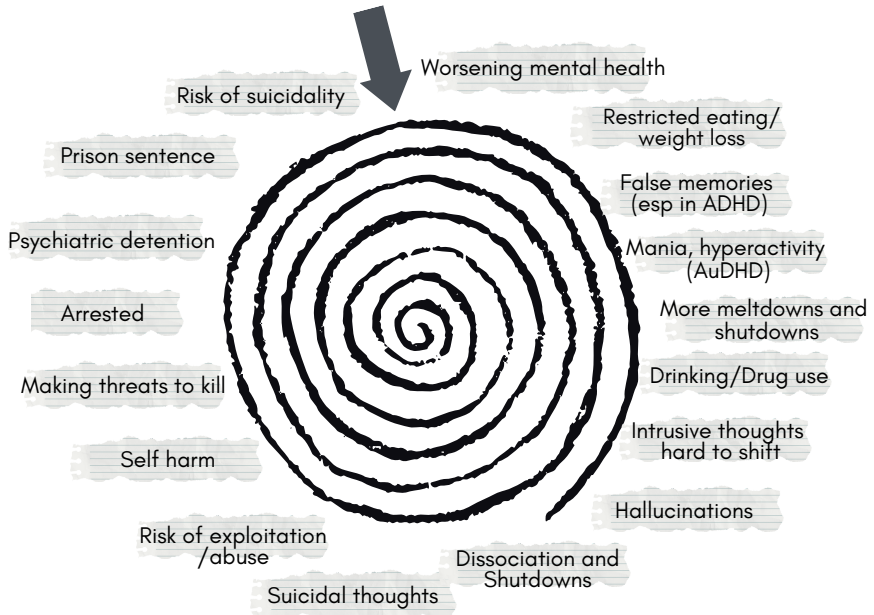 Worsening mental health
Restricted eating/
weight loss
False memories
(esp in ADHD)
Mania, hyperactivity
(AuDHD)
More meltdowns and
shutdowns
Drinking/Drug use
Intrusive thoughts
hard to shift
Hallucinations
Dissociation and
Shutdowns
Suicidal thoughts
Risk of exploitation
/abuse
Self harm
Making threats to kill
Arrested
Psychiatric detention
Prison sentence
Risk of suicidality